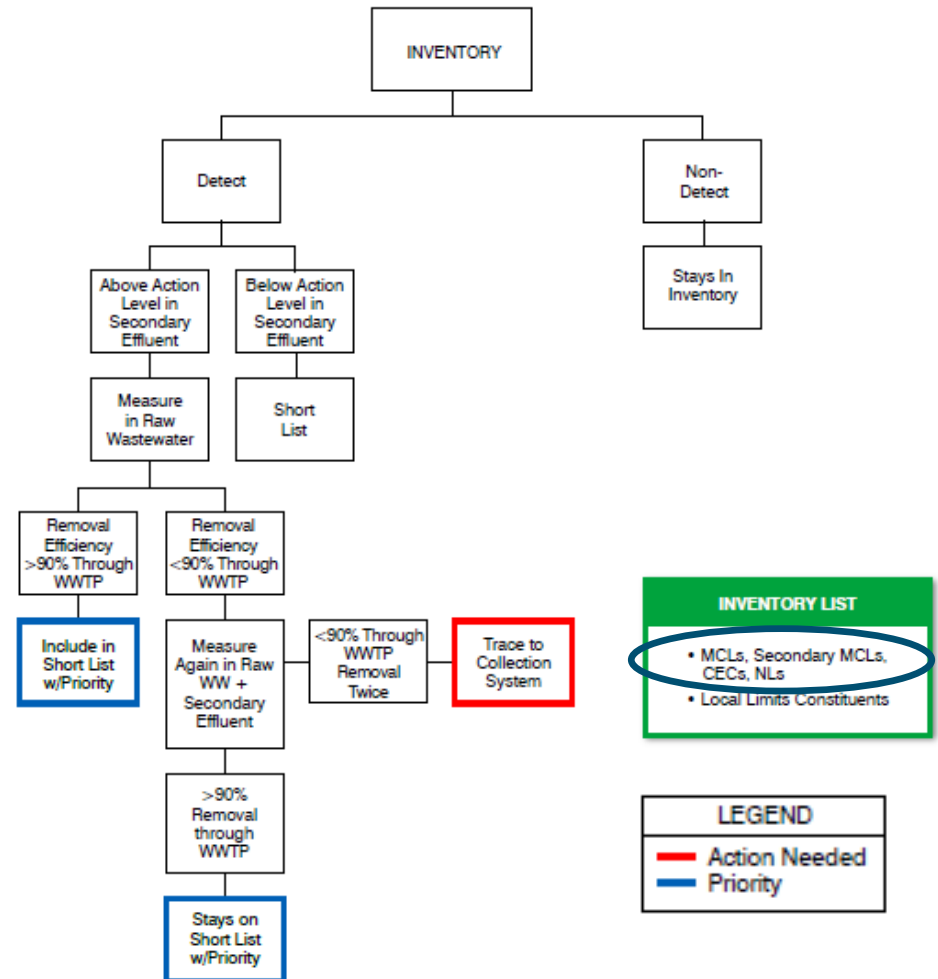 INVENTORY
Detect
Non-
Detect
Above Action
Level in
Secondary
Effluent
Below Action
Level in
Secondary
Effluent
Stays In
Inventory
Measure
in Raw
Wastewater
Short
List
Removal
Efficiency
>90% Through
WWTP
Removal
Efficiency
<90% Through
WWTP
Include in
Short List
w/Priority
Measure
Again in Raw
WW +
Secondary
Effluent
<90% Through
WWTP
Removal
Twice
Trace to
Collection
System
>90%
Removal
through
WWTP
Stays on
Short List
w/Priority
INVENTORY LIST
• MCLs, Secondary MCLs,
CECs, NLs
• Local Limits Constituents
LEGEND
Action Needed
Priority